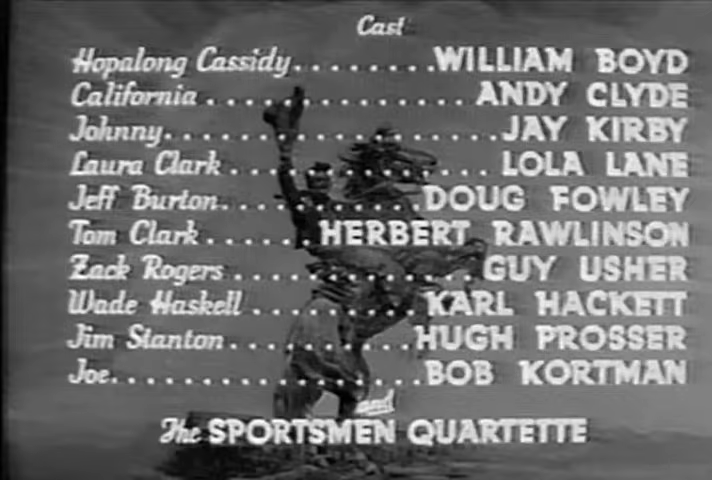 Cast
Hopalong Cassidy........WILLIAM BOYD
California...............ANDY CLYDE
Johnny..................JAY KIRBY
Laura Clark..............LOLA LANE
Jeff Burton...........DOUG FOWLEY
Tom Clark......HERBERT RAWLINSON
Zack Rogers.............GUY USHER
Wade Haskell.........KARL HACKETT
Jim Stanton..........HUGH PROSSER
Joe.................BOB KORTMAN
and
The SPORTSMEN QUARTETTE